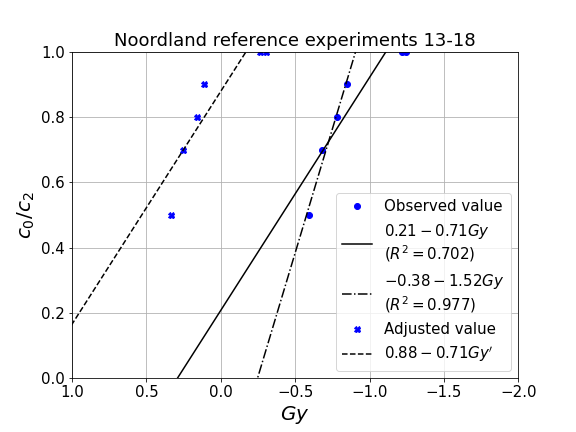 Noordland reference experiments 13-18
1.0
0.8
0.6
0.4
0.2
0.0
c₀/c₂
Observed value
0.21 − 0.71Gy
(R² = 0.702)
−0.38 − 1.52Gy
(R² = 0.977)
Adjusted value
0.88 − 0.71Gy′
1.0 0.5 0.0 −0.5 −1.0 −1.5 −2.0
Gy